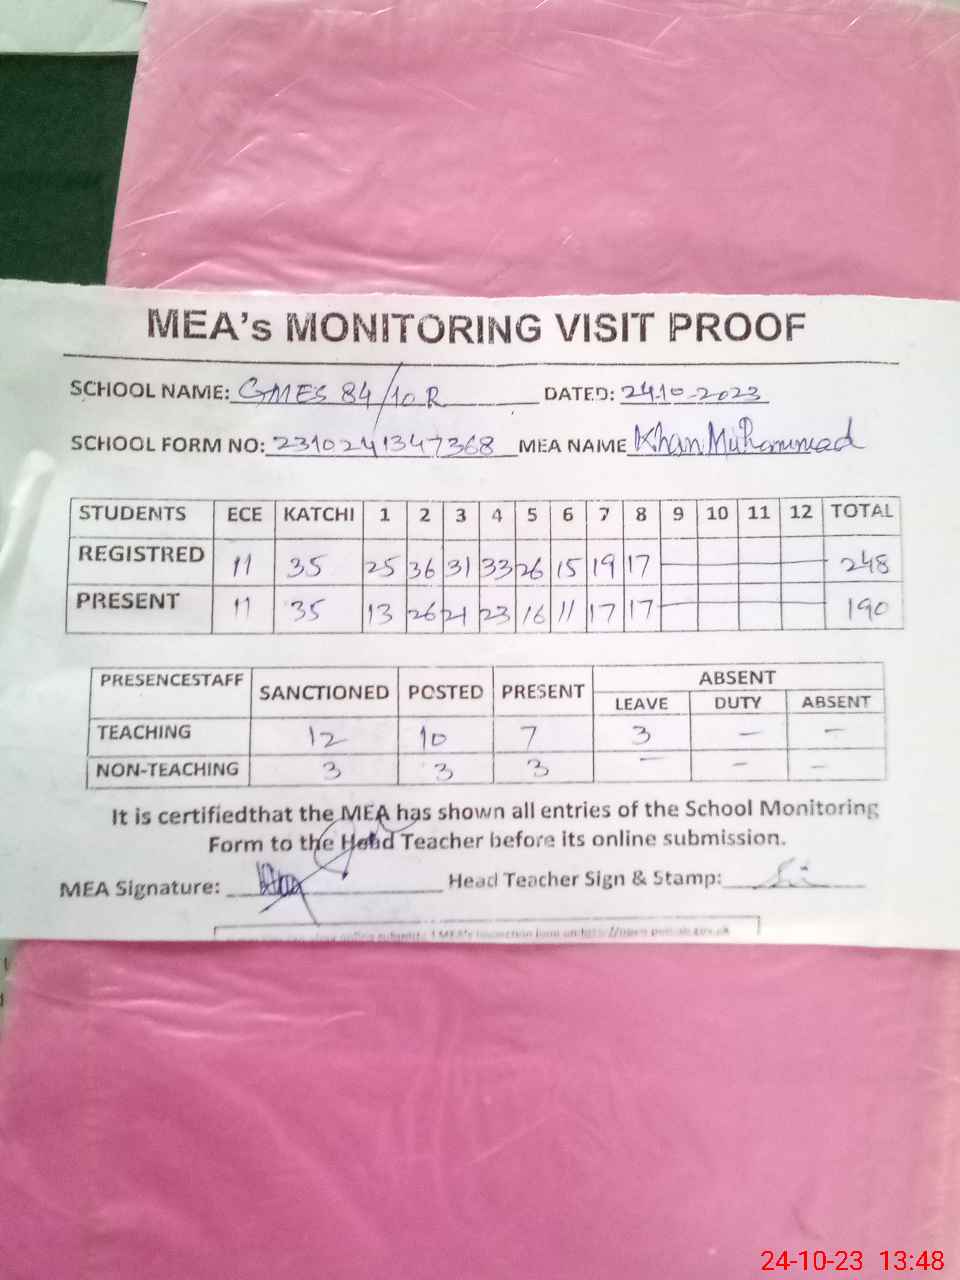 MEA's MONITORING VISIT PROOF
SCHOOL NAME: GMES 84/10 R DATED: 24-10-2023
SCHOOL FORM NO: 2310241347368 MEA NAME Khan Muhammad
STUDENTS ECE KATCHI 1 2 3 4 5 6 7 8 9 10 11 12 TOTAL
REGISTRED 11 35 25 36 31 33 26 15 19 17 248
PRESENT 11 35 13 26 21 23 16 11 17 17 190
PRESENCESTAFF SANCTIONED POSTED PRESENT ABSENT
LEAVE DUTY ABSENT
TEACHING 12 10 7 3 - -
NON-TEACHING 3 3 3 - - -
It is certifiedthat the MEA has shown all entries of the School Monitoring
Form to the Head Teacher before its online submission.
MEA Signature: Head Teacher Sign & Stamp:
24-10-23 13:48